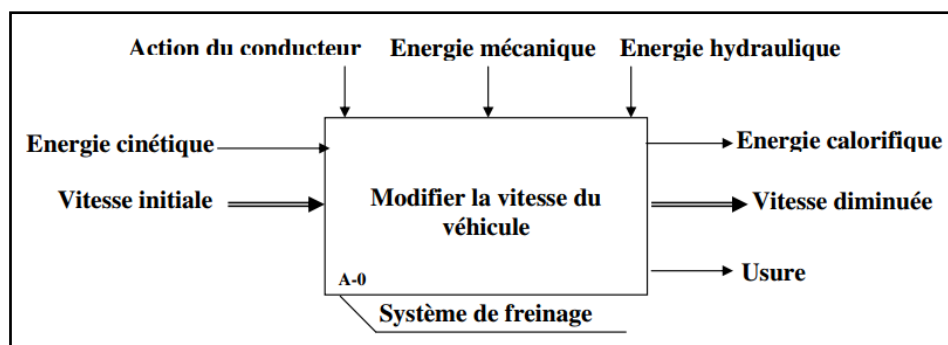 Action du conducteur Energie mécanique Energie hydraulique
Energie cinétique
Energie calorifique
Vitesse initiale
Modifier la vitesse du
véhicule
Vitesse diminuée
A-0
Usure
Système de freinage